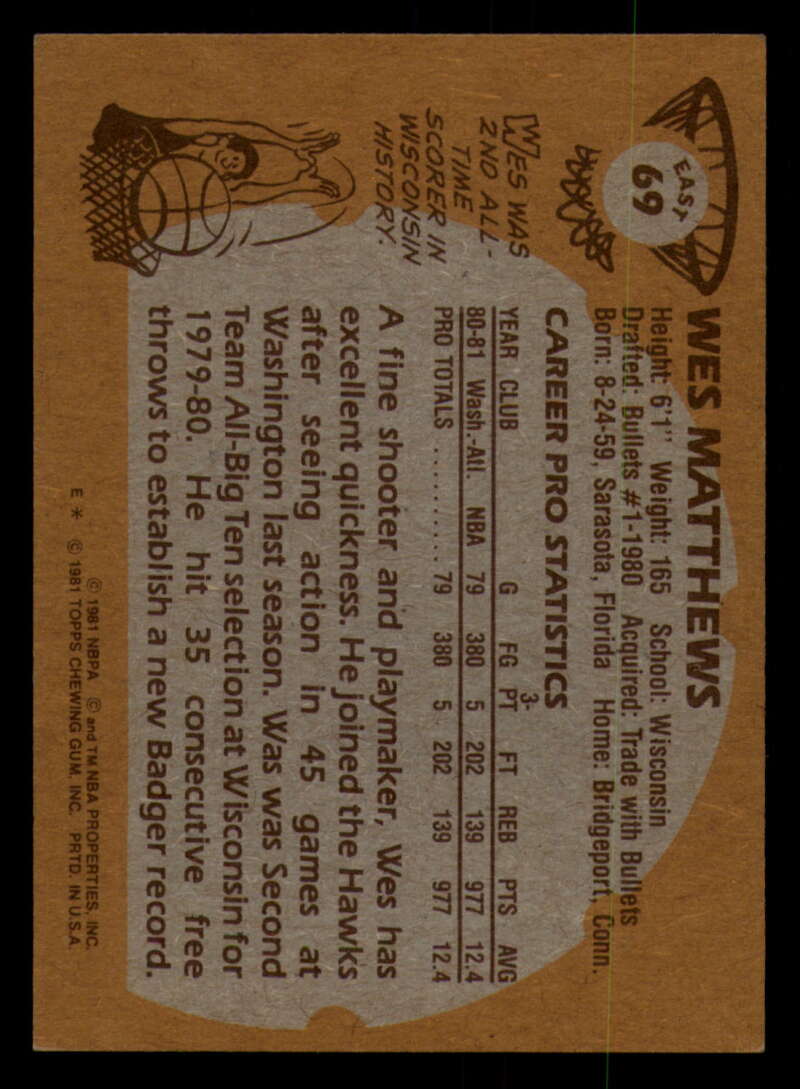 EAST
69
WES MATTHEWS
Height: 6'1" Weight: 165 School: Wisconsin
Drafted: Bullets #1-1980 Acquired: Trade with Bullets
Born: 8-24-59, Sarasota, Florida Home: Bridgeport, Conn.
CAREER PRO STATISTICS
YEAR CLUB G FG 3-PT FT REB PTS AVG
80-81 Wash.-Atl. NBA 79 380 5 202 139 977 12.4
PRO TOTALS .......... 79 380 5 202 139 977 12.4
WES WAS
2ND ALL-
TIME
SCORER IN
WISCONSIN
HISTORY.
A fine shooter and playmaker, Wes has
excellent quickness. He joined the Hawks
after seeing action in 45 games at
Washington last season. Was was Second
Team All-Big Ten selection at Wisconsin for
1979-80. He hit 35 consecutive free
throws to establish a new Badger record.
© 1981 NBPA © and TM NBA PROPERTIES, INC.
E * © 1981 TOPPS CHEWING GUM, INC. PRTD. IN U.S.A.